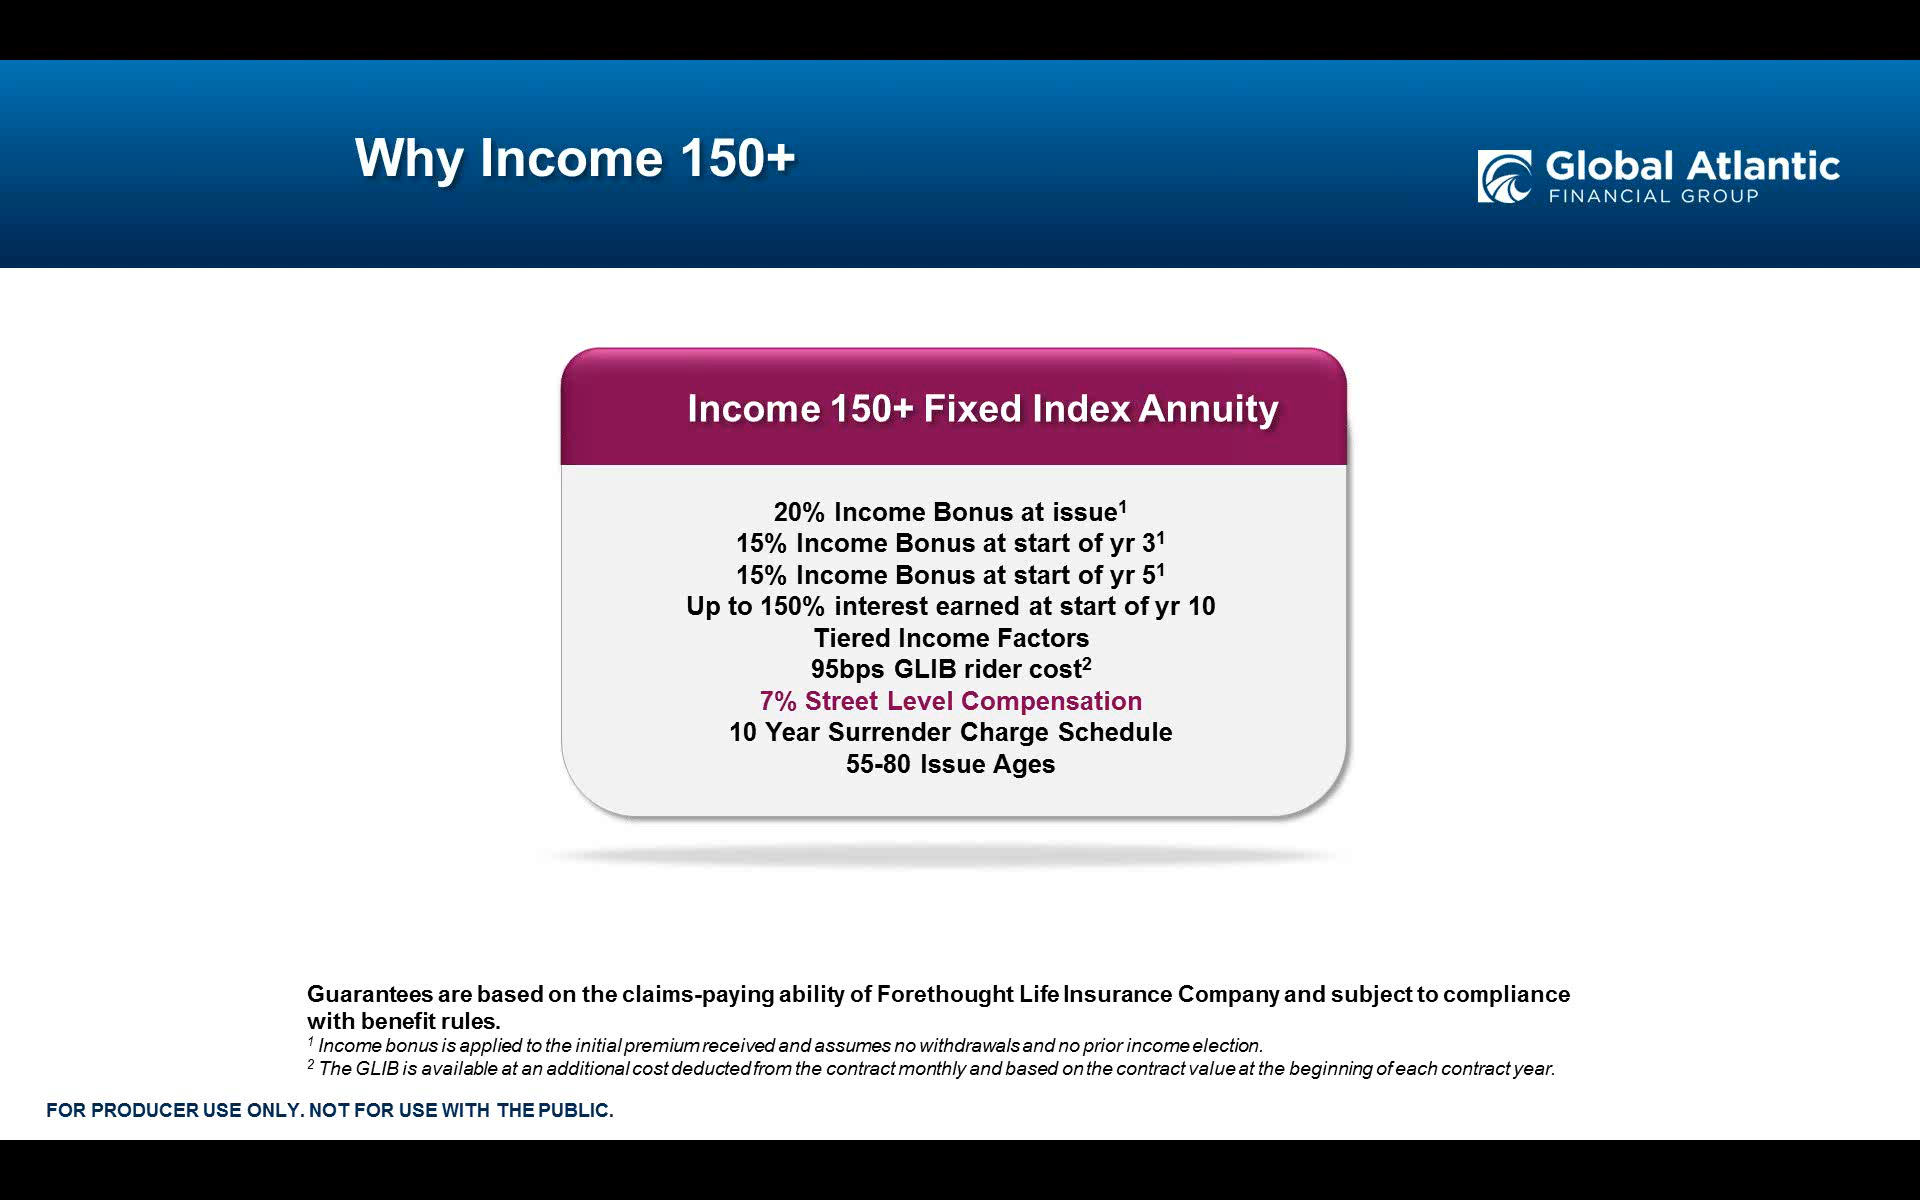 Why Income 150+
Global Atlantic
FINANCIAL GROUP
Income 150+ Fixed Index Annuity
20% Income Bonus at issue¹
15% Income Bonus at start of yr 3¹
15% Income Bonus at start of yr 5¹
Up to 150% interest earned at start of yr 10
Tiered Income Factors
95bps GLIB rider cost²
7% Street Level Compensation
10 Year Surrender Charge Schedule
55-80 Issue Ages
Guarantees are based on the claims-paying ability of Forethought Life Insurance Company and subject to compliance
with benefit rules.
¹ Income bonus is applied to the initial premium received and assumes no withdrawals and no prior income election.
² The GLIB is available at an additional cost deducted from the contract monthly and based on the contract value at the beginning of each contract year.
FOR PRODUCER USE ONLY. NOT FOR USE WITH THE PUBLIC.